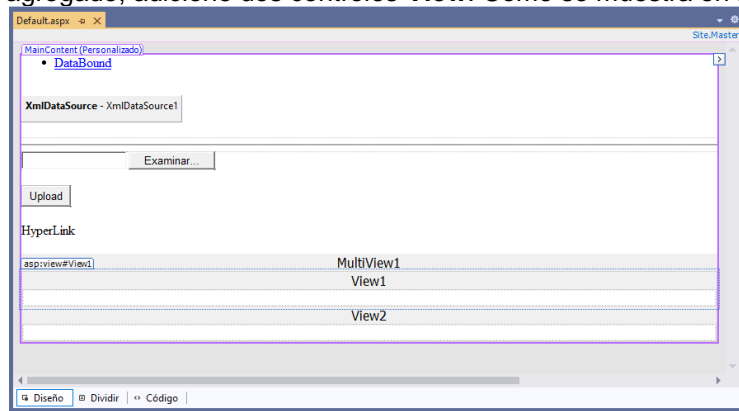 agregado, adicione dos controles View. Como se muestra en
Default.aspx
Site.Master
MainContent (Personalizado)
DataBound
XmlDataSource - XmlDataSource1
Examinar...
Upload
HyperLink
asp:view#View1
MultiView1
View1
View2
Diseño Dividir Código